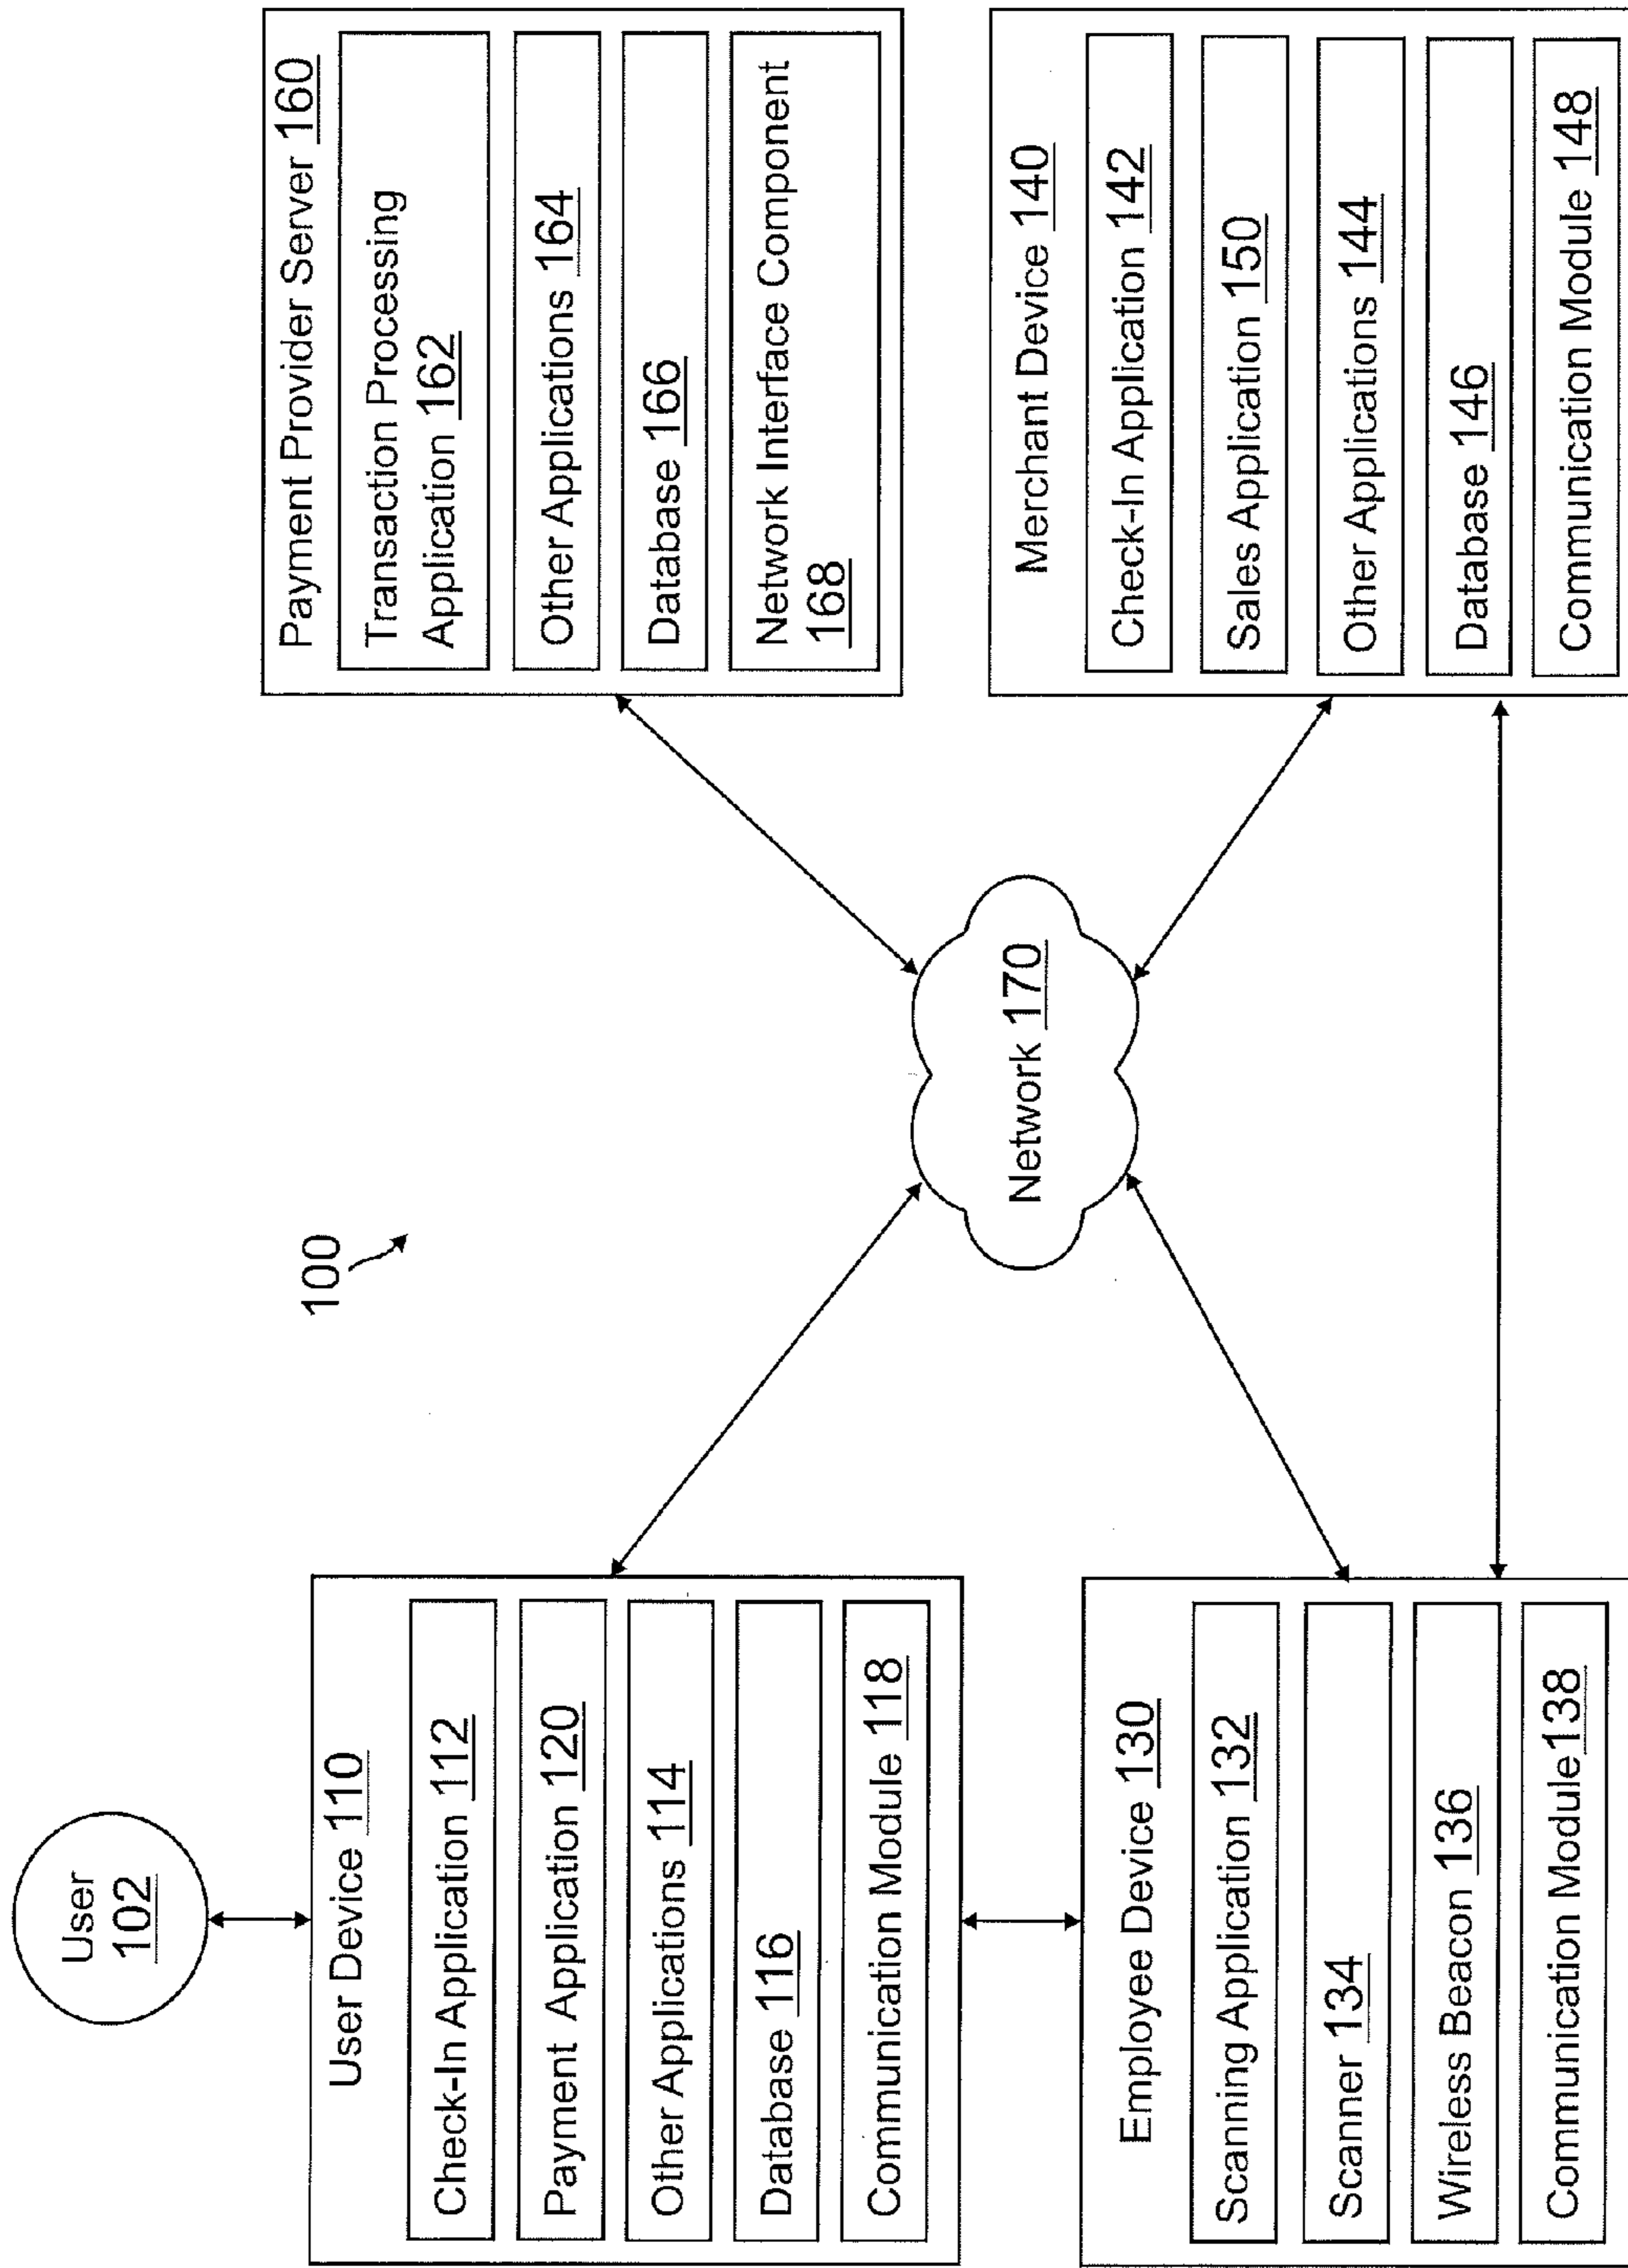 100
User
102
User Device 110
Check-In Application 112
Payment Application 120
Other Applications 114
Database 116
Communication Module 118
Employee Device 130
Scanning Application 132
Scanner 134
Wireless Beacon 136
Communication Module138
Network 170
Payment Provider Server 160
Transaction Processing
Application 162
Other Applications 164
Database 166
Network Interface Component
168
Merchant Device 140
Check-In Application 142
Sales Application 150
Other Applications 144
Database 146
Communication Module 148